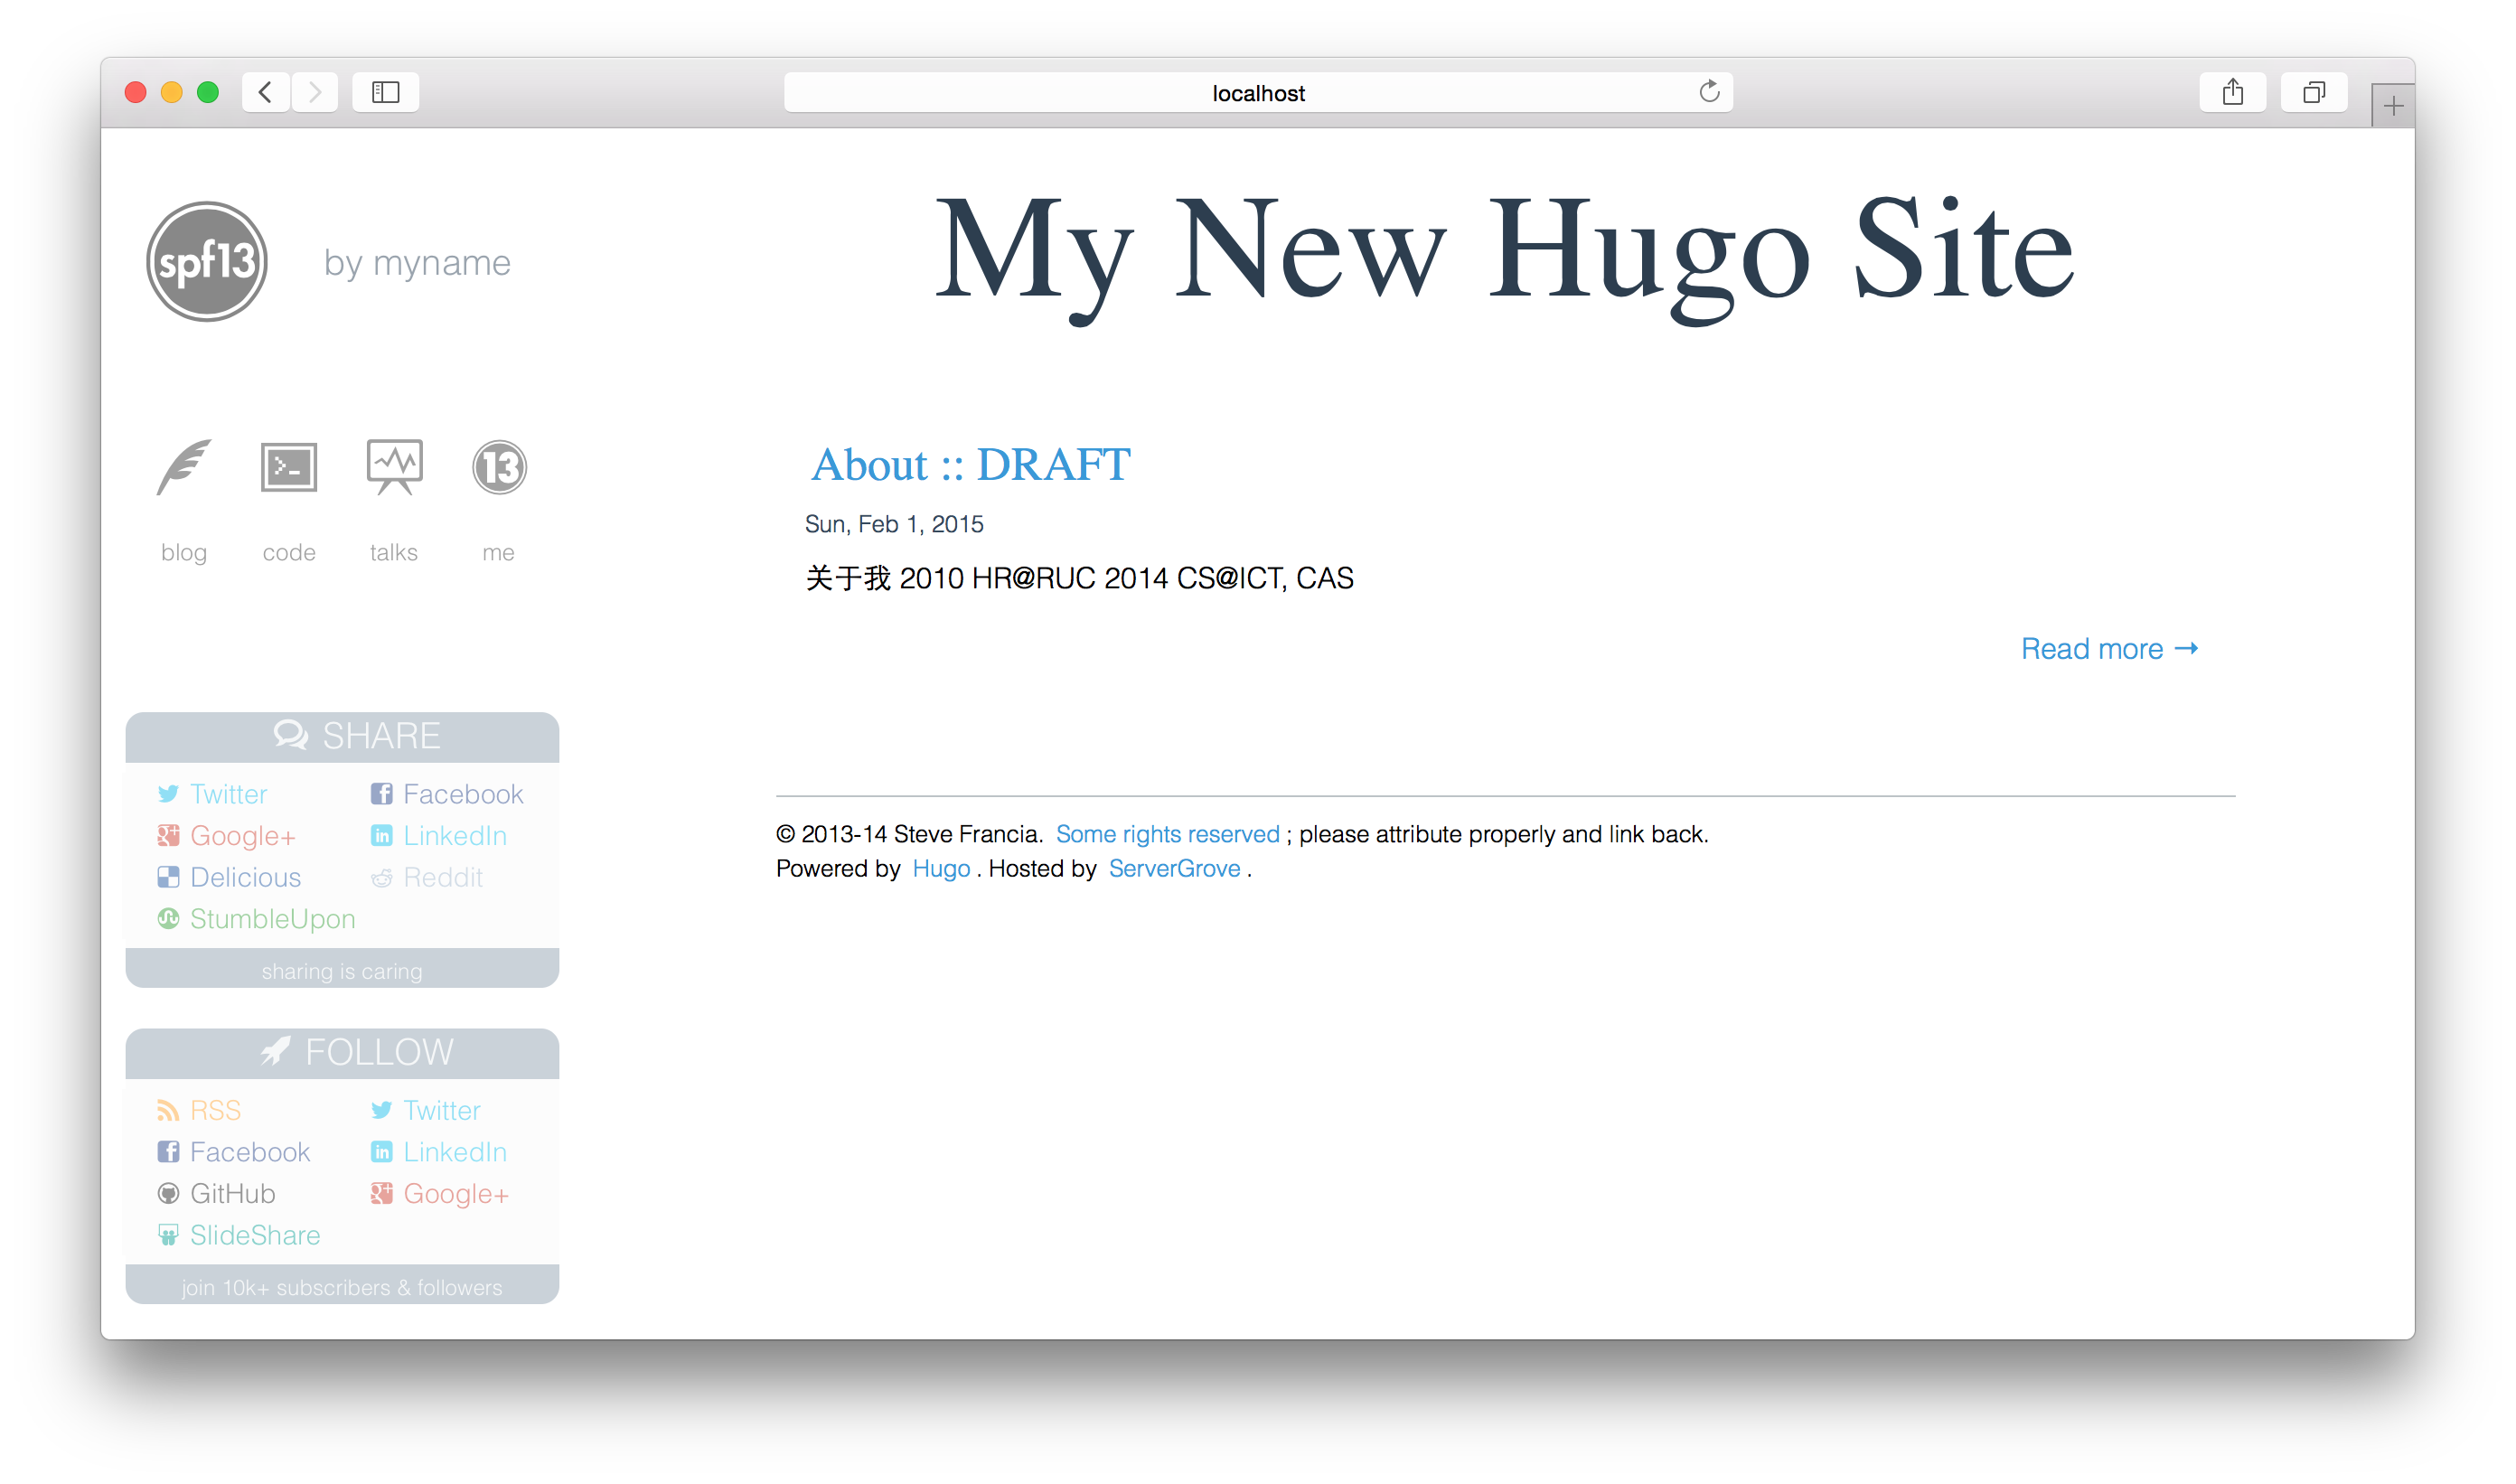 localhost
spf13
by myname
My New Hugo Site
13
blog code talks me
About :: DRAFT
Sun, Feb 1, 2015
关于我 2010 HR@RUC 2014 CS@ICT, CAS
Read more →
SHARE
Twitter Facebook
Google+ LinkedIn
Delicious Reddit
StumbleUpon
sharing is caring
FOLLOW
RSS Twitter
Facebook LinkedIn
GitHub Google+
SlideShare
join 10k+ subscribers & followers
© 2013-14 Steve Francia. Some rights reserved ; please attribute properly and link back.
Powered by Hugo . Hosted by ServerGrove .